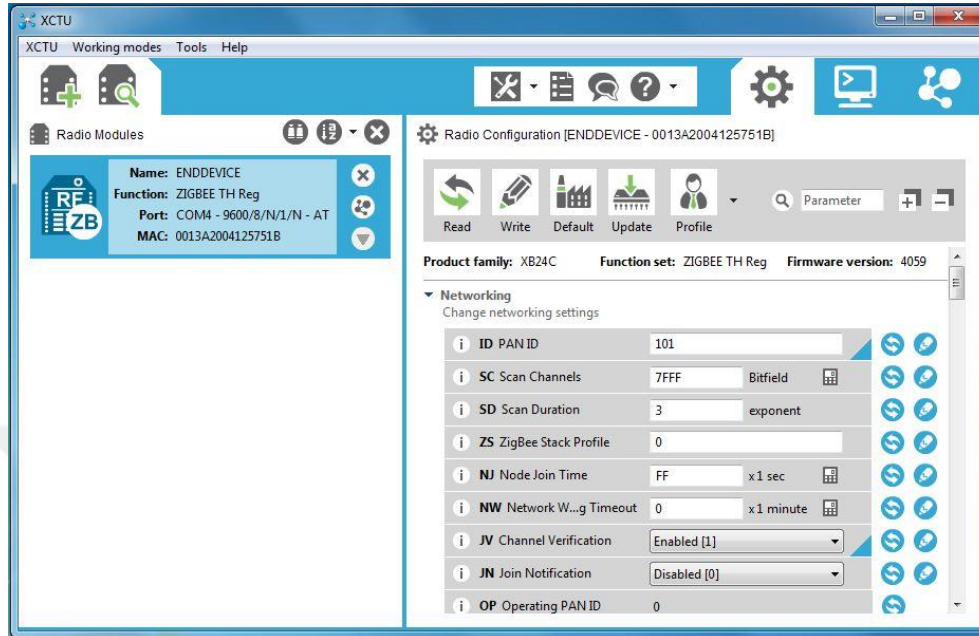 XCTU
XCTU Working modes Tools Help
Radio Modules
Name: ENDDEVICE
Function: ZIGBEE TH Reg
Port: COM4 - 9600/8/N/1/N - AT
MAC: 0013A2004125751B
RF
ZB
Radio Configuration [ENDDEVICE - 0013A2004125751B]
Read Write Default Update Profile
Parameter
Product family: XB24C Function set: ZIGBEE TH Reg Firmware version: 4059
Networking
Change networking settings
i ID PAN ID 101
i SC Scan Channels 7FFF Bitfield
i SD Scan Duration 3 exponent
i ZS ZigBee Stack Profile 0
i NJ Node Join Time FF x 1 sec
i NW Network W...g Timeout 0 x 1 minute
i JV Channel Verification Enabled [1]
i JN Join Notification Disabled [0]
i OP Operating PAN ID 0